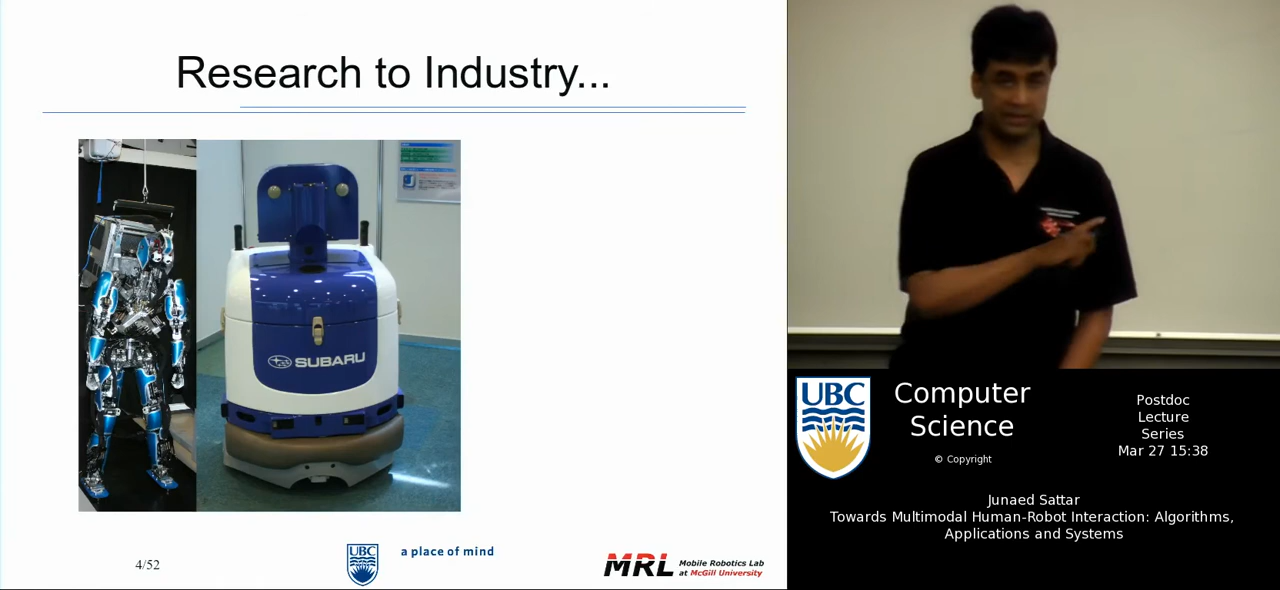 Research to Industry...
SUBARU
4/52
UBC
a place of mind
MRL Mobile Robotics Lab
at McGill University
UBC
Computer
Science
© Copyright
Postdoc
Lecture
Series
Mar 27 15:38
Junaed Sattar
Towards Multimodal Human-Robot Interaction: Algorithms,
Applications and Systems